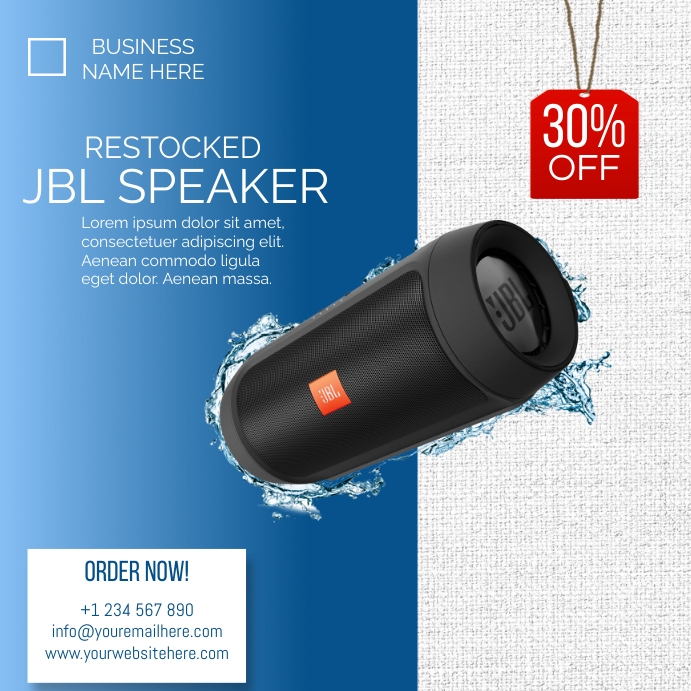 BUSINESS
NAME HERE
30%
OFF
RESTOCKED
JBL SPEAKER
Lorem ipsum dolor sit amet,
consectetuer adipiscing elit.
Aenean commodo ligula
eget dolor. Aenean massa.
JBL
JBL
ORDER NOW!
+1 234 567 890
info@youremailhere.com
www.yourwebsitehere.com